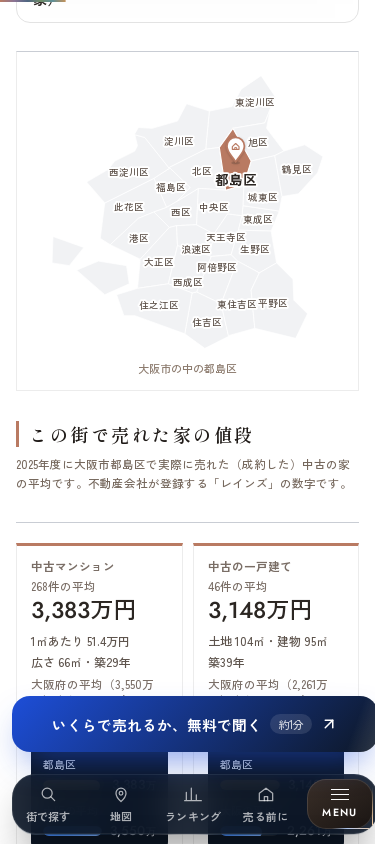 東淀川区
淀川区
旭区
西淀川区
北区
鶴見区
都島区
福島区
城東区
此花区
西区
中央区
東成区
港区
天王寺区
浪速区
生野区
大正区
阿倍野区
西成区
住之江区
東住吉区
平野区
住吉区
大阪市の中の都島区
この街で売れた家の値段
2025年度に大阪市都島区で実際に売れた（成約した）中古の家
の平均です。不動産会社が登録する「レインズ」の数字です。
中古マンション
268件の平均
3,383万円
1㎡あたり 51.4万円
広さ 66㎡・築29年
大阪府の平均（3,550万
中古の一戸建て
46件の平均
3,148万円
土地104㎡・建物 95㎡
築39年
大阪府の平均（2,261万
いくらで売れるか、無料で聞く 約1分
都島区
都島区
街で探す
地図
ランキング
売る前に
MENU